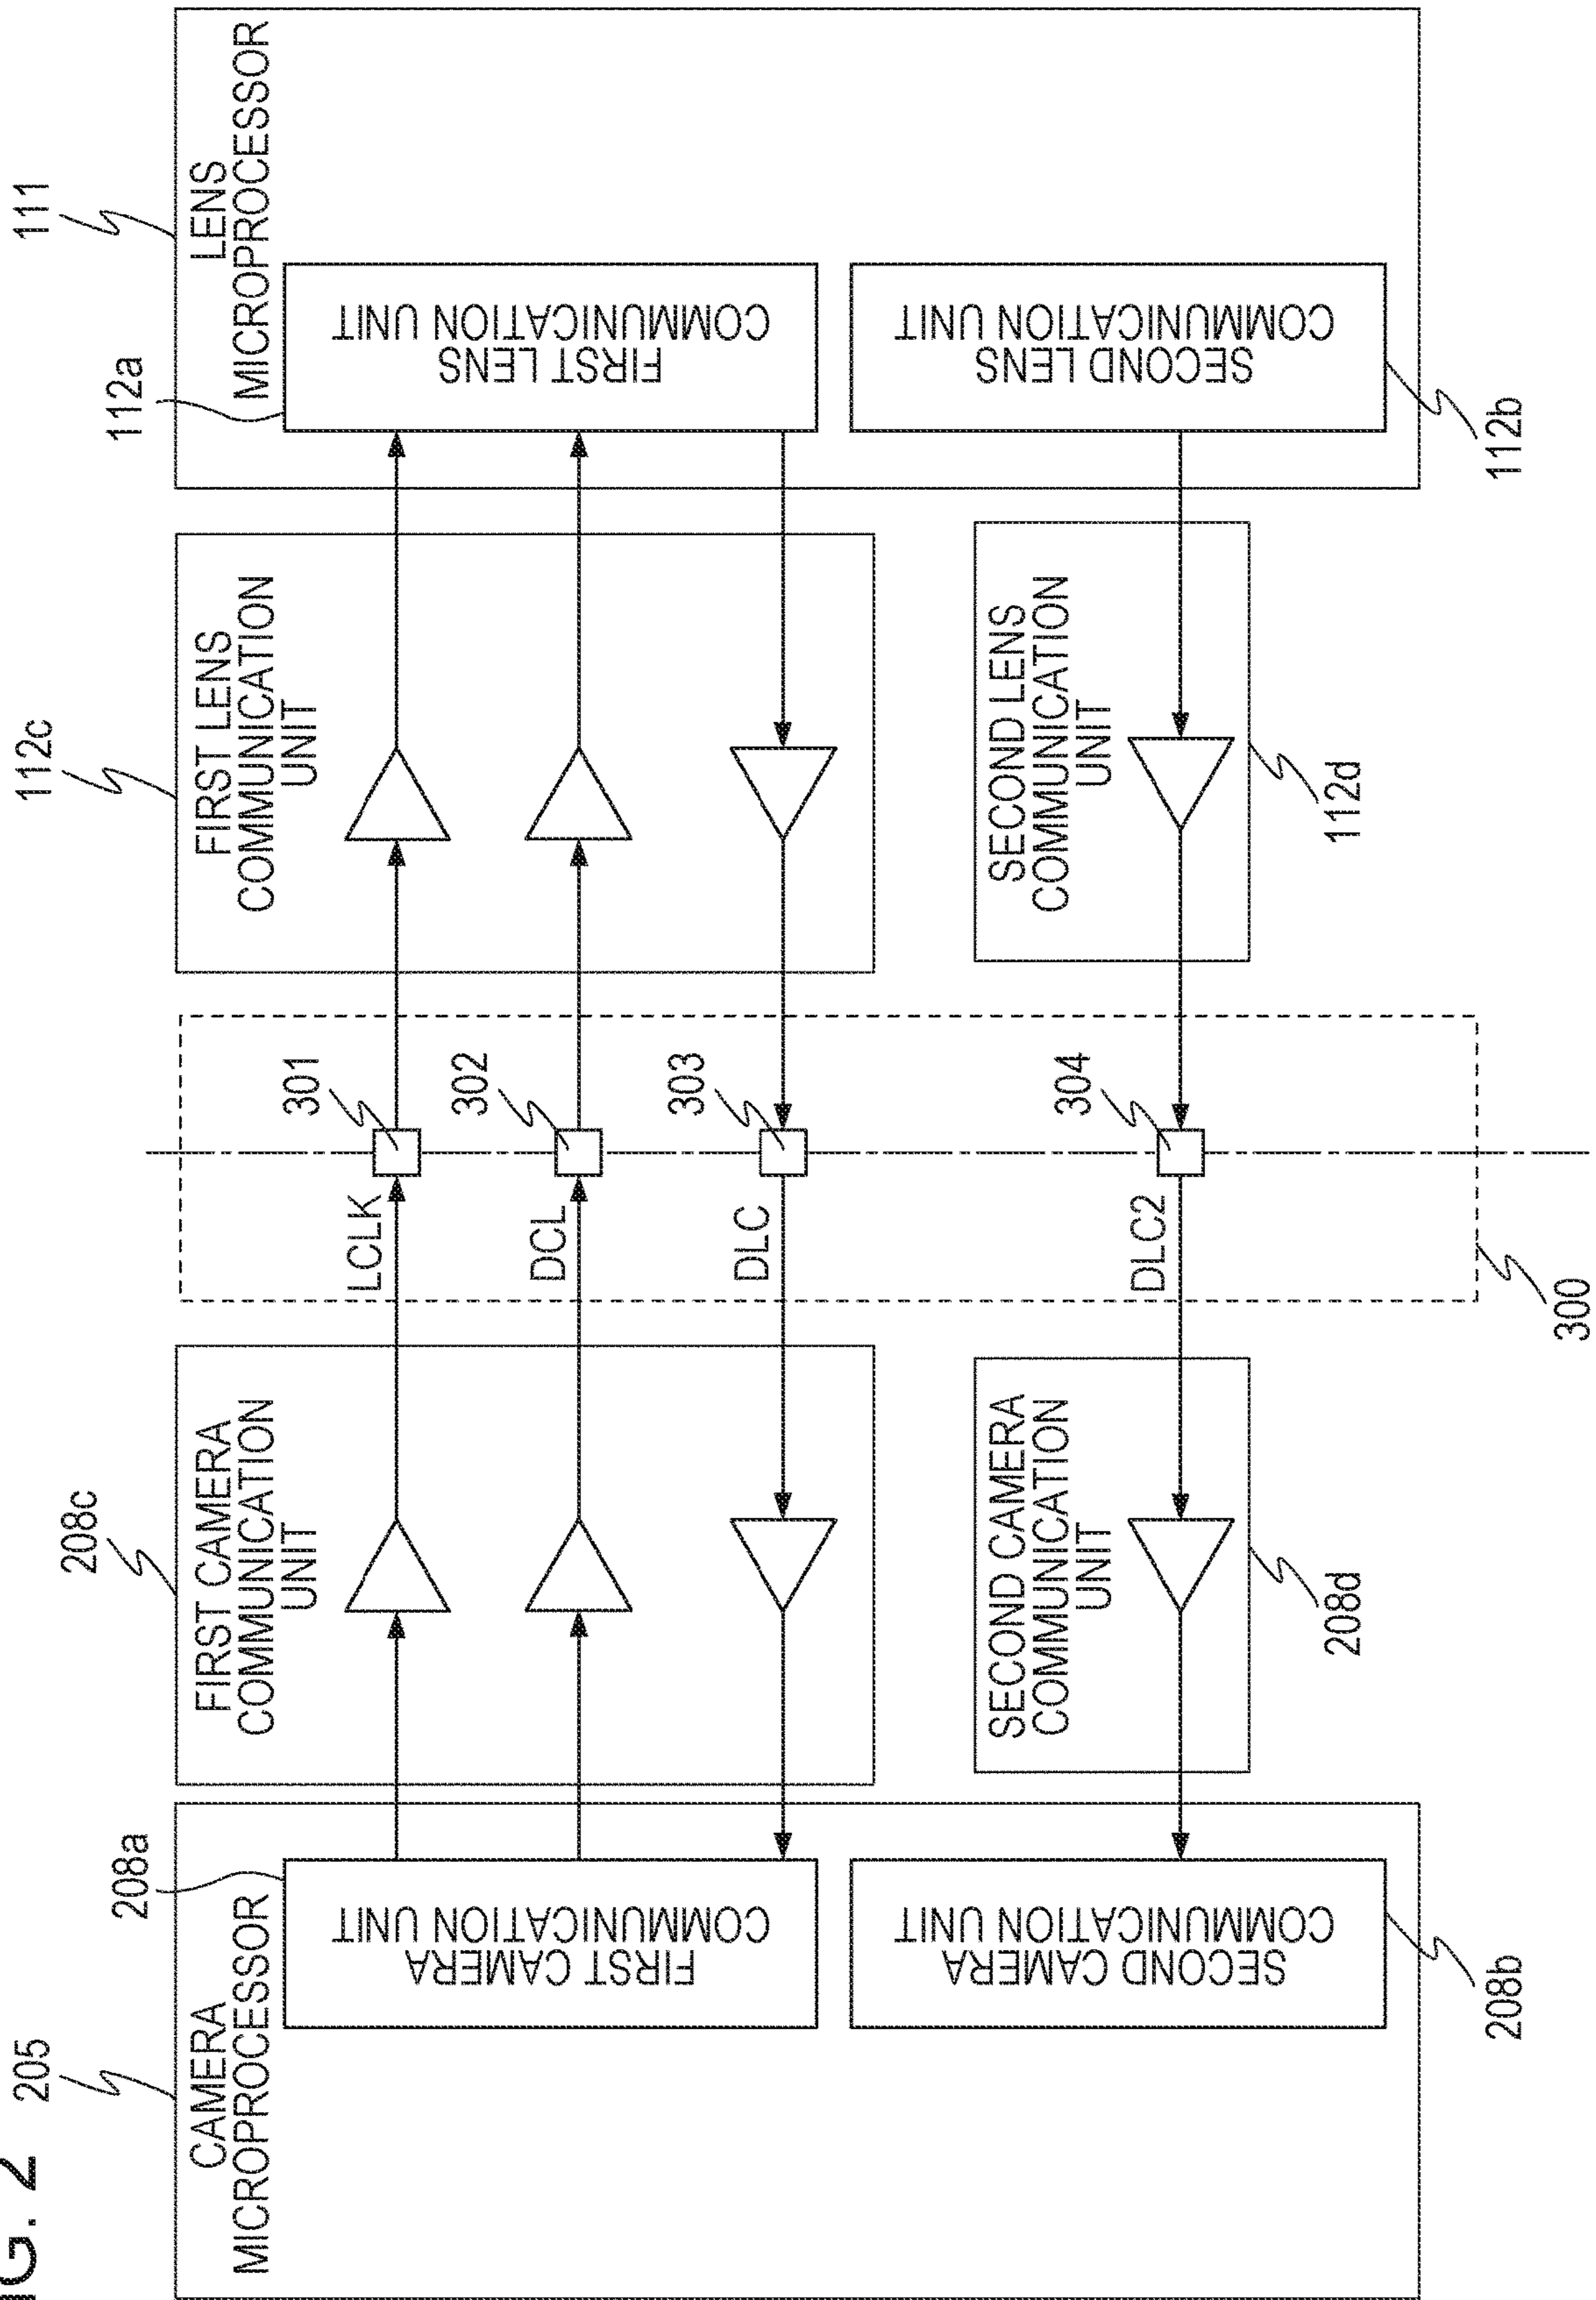 FIG. 2
205
CAMERA
MICROPROCESSOR
208a
FIRST CAMERA
COMMUNICATION UNIT
SECOND CAMERA
COMMUNICATION UNIT
208b
208c
FIRST CAMERA
COMMUNICATION
UNIT
SECOND CAMERA
COMMUNICATION
UNIT
208d
LCLK
301
DCL
302
DLC
303
DLC2
304
300
112c
FIRST LENS
COMMUNICATION
UNIT
SECOND LENS
COMMUNICATION
UNIT
112d
111
LENS
MICROPROCESSOR
112a
FIRST LENS
COMMUNICATION UNIT
SECOND LENS
COMMUNICATION UNIT
112b